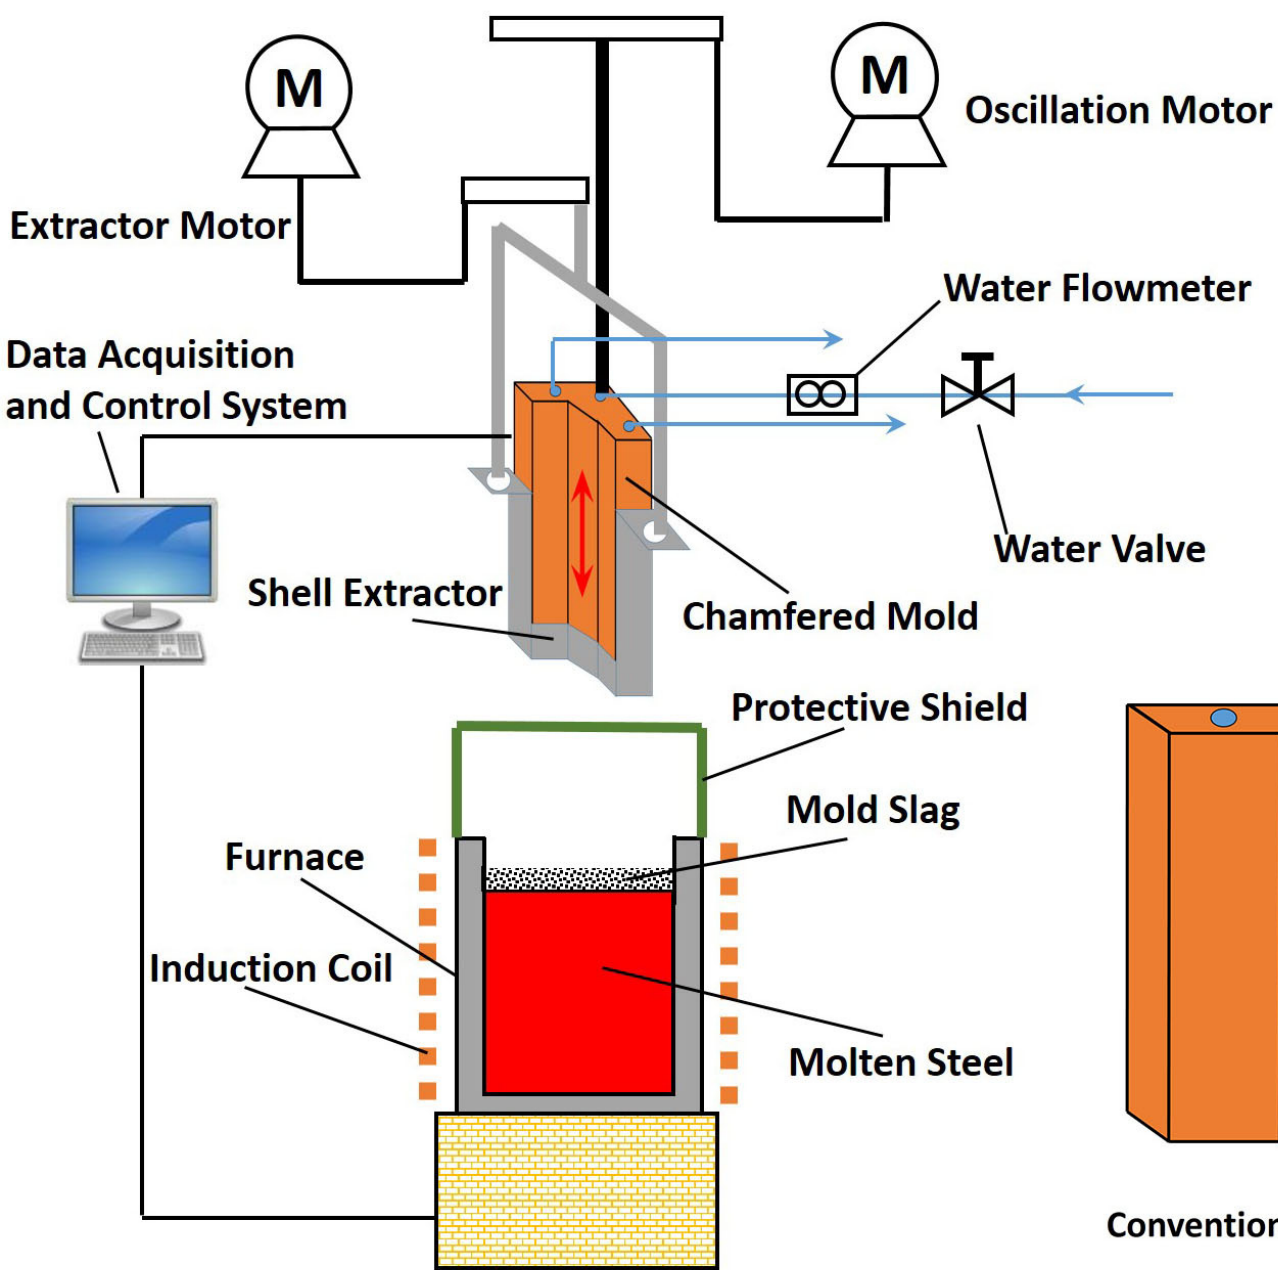 M
M
Oscillation Motor
Extractor Motor
Water Flowmeter
Data Acquisition
and Control System
Water Valve
Shell Extractor
Chamfered Mold
Protective Shield
Mold Slag
Furnace
Induction Coil
Molten Steel
Convention